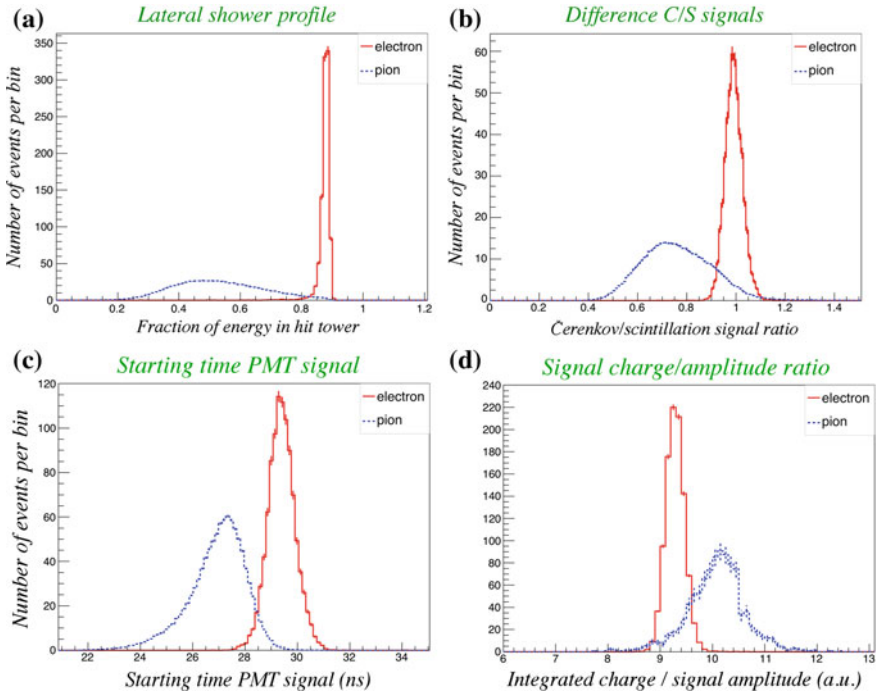 (a) Lateral shower profile
Number of events per bin
350
300
250
200
150
100
50
0
electron
pion
0 0.2 0.4 0.6 0.8 1 1.2
Fraction of energy in hit tower
(b) Difference C/S signals
Number of events per bin
60
50
40
30
20
10
0
electron
pion
0 0.2 0.4 0.6 0.8 1 1.2 1.4
Čerenkov/scintillation signal ratio
(c) Starting time PMT signal
Number of events per bin
120
100
80
60
40
20
0
electron
pion
22 24 26 28 30 32 34
Starting time PMT signal (ns)
(d) Signal charge/amplitude ratio
240
220
200
180
160
140
120
100
80
60
40
20
0
electron
pion
6 7 8 9 10 11 12 13
Integrated charge / signal amplitude (a.u.)